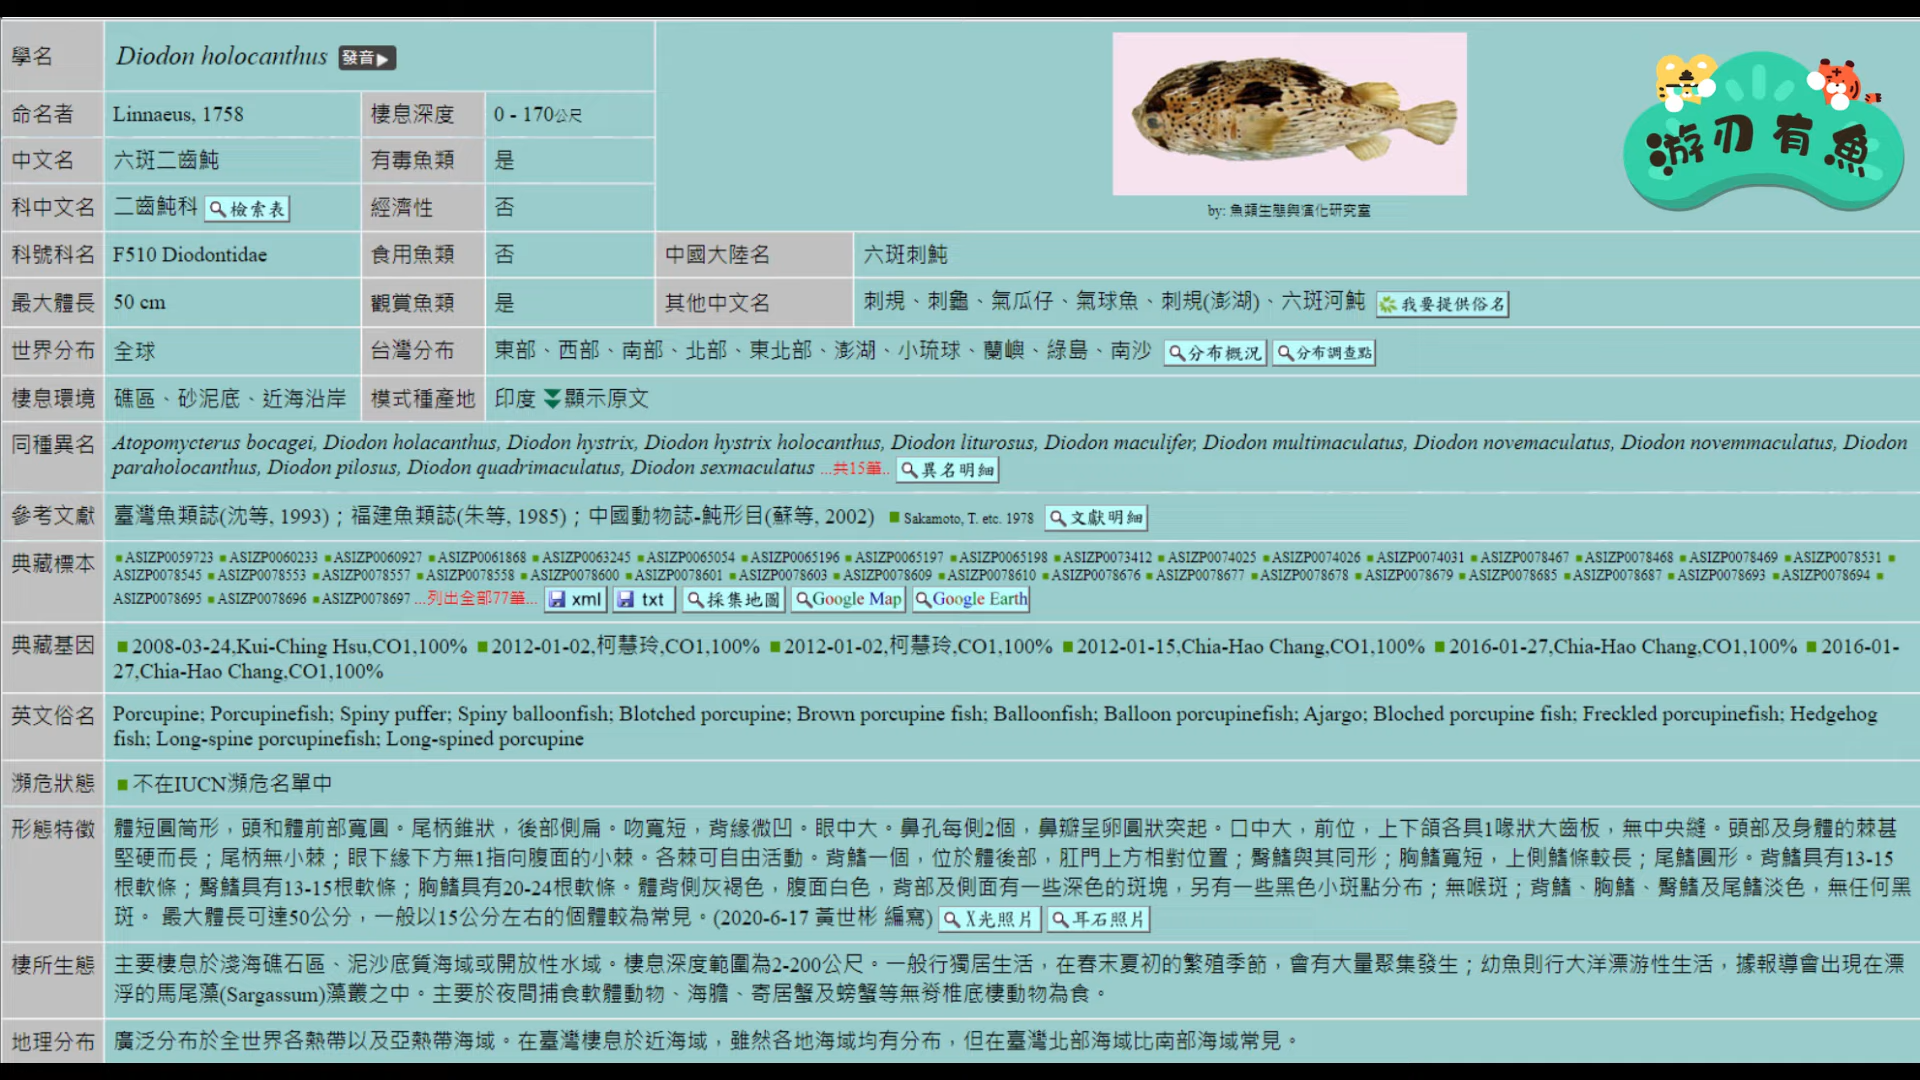 學名 Diodon holocanthus 發音▶
命名者 Linnaeus, 1758 棲息深度 0 - 170公尺
中文名 六斑二齒魨 有毒魚類 是
科中文名 二齒魨科 檢索表 經濟性 否
by: 魚類生態與演化研究室
游刃有魚
科號科名 F510 Diodontidae 食用魚類 否 中國大陸名 六斑刺魨
最大體長 50 cm 觀賞魚類 是 其他中文名 刺規、刺龜、氣瓜仔、氣球魚、刺規(澎湖)、六斑河魨 我要提供俗名
世界分布 全球 台灣分布 東部、西部、南部、北部、東北部、澎湖、小琉球、蘭嶼、綠島、南沙 分布概況 分布調查點
棲息環境 礁區、砂泥底、近海沿岸 模式種產地 印度 顯示原文
同種異名 Atopomycterus bocagei, Diodon holacanthus, Diodon hystrix, Diodon hystrix holocanthus, Diodon liturosus, Diodon maculifer, Diodon multimaculatus, Diodon novemaculatus, Diodon novemmaculatus, Diodon
paraholocanthus, Diodon pilosus, Diodon quadrimaculatus, Diodon sexmaculatus ...共15筆.. 異名明細
參考文獻 臺灣魚類誌(沈等, 1993)；福建魚類誌(朱等, 1985)；中國動物誌-魨形目(蘇等, 2002) ■ Sakamoto, T. etc. 1978 文獻明細
典藏標本 ■ASIZP0059723 ■ASIZP0060233 ■ASIZP0060927 ■ASIZP0061868 ■ASIZP0063245 ■ASIZP0065054 ■ASIZP0065196 ■ASIZP0065197 ■ASIZP0065198 ■ASIZP0073412 ■ASIZP0074025 ■ASIZP0074026 ■ASIZP0074031 ■ASIZP0078467 ■ASIZP0078468 ■ASIZP0078469 ■ASIZP0078531 ■
ASIZP0078545 ■ASIZP0078553 ■ASIZP0078557 ■ASIZP0078558 ■ASIZP0078600 ■ASIZP0078601 ■ASIZP0078603 ■ASIZP0078609 ■ASIZP0078610 ■ASIZP0078676 ■ASIZP0078677 ■ASIZP0078678 ■ASIZP0078679 ■ASIZP0078685 ■ASIZP0078687 ■ASIZP0078693 ■ASIZP0078694 ■
ASIZP0078695 ■ASIZP0078696 ■ASIZP0078697 ...列出全部77筆... xml txt 採集地圖 Google Map Google Earth
典藏基因 ■2008-03-24,Kui-Ching Hsu,CO1,100% ■2012-01-02,柯慧玲,CO1,100% ■2012-01-02,柯慧玲,CO1,100% ■2012-01-15,Chia-Hao Chang,CO1,100% ■2016-01-27,Chia-Hao Chang,CO1,100% ■2016-01-
27,Chia-Hao Chang,CO1,100%
英文俗名 Porcupine; Porcupinefish; Spiny puffer; Spiny balloonfish; Blotched porcupine; Brown porcupine fish; Balloonfish; Balloon porcupinefish; Ajargo; Bloched porcupine fish; Freckled porcupinefish; Hedgehog
fish; Long-spine porcupinefish; Long-spined porcupine
瀕危狀態 ■不在IUCN瀕危名單中
形態特徵 體短圓筒形，頭和體前部寬圓。尾柄錐狀，後部側扁。吻寬短，背緣微凹。眼中大。鼻孔每側2個，鼻瓣呈卵圓狀突起。口中大，前位，上下頜各具1喙狀大齒板，無中央縫。頭部及身體的棘甚
堅硬而長；尾柄無小棘；眼下緣下方無1指向腹面的小棘。各棘可自由活動。背鰭一個，位於體後部，肛門上方相對位置；臀鰭與其同形；胸鰭寬短，上側鰭條較長；尾鰭圓形。背鰭具有13-15
根軟條；臀鰭具有13-15根軟條；胸鰭具有20-24根軟條。體背側灰褐色，腹面白色，背部及側面有一些深色的斑塊，另有一些黑色小斑點分布；無喉斑；背鰭、胸鰭、臀鰭及尾鰭淡色，無任何黑
斑。 最大體長可達50公分，一般以15公分左右的個體較為常見。(2020-6-17 黃世彬 編寫) X光照片 耳石照片
棲所生態 主要棲息於淺海礁石區、泥沙底質海域或開放性水域。棲息深度範圍為2-200公尺。一般行獨居生活，在春末夏初的繁殖季節，會有大量聚集發生；幼魚則行大洋漂游性生活，據報導會出現在漂
浮的馬尾藻(Sargassum)藻叢之中。主要於夜間捕食軟體動物、海膽、寄居蟹及螃蟹等無脊椎底棲動物為食。
地理分布 廣泛分布於全世界各熱帶以及亞熱帶海域。在臺灣棲息於近海域，雖然各地海域均有分布，但在臺灣北部海域比南部海域常見。